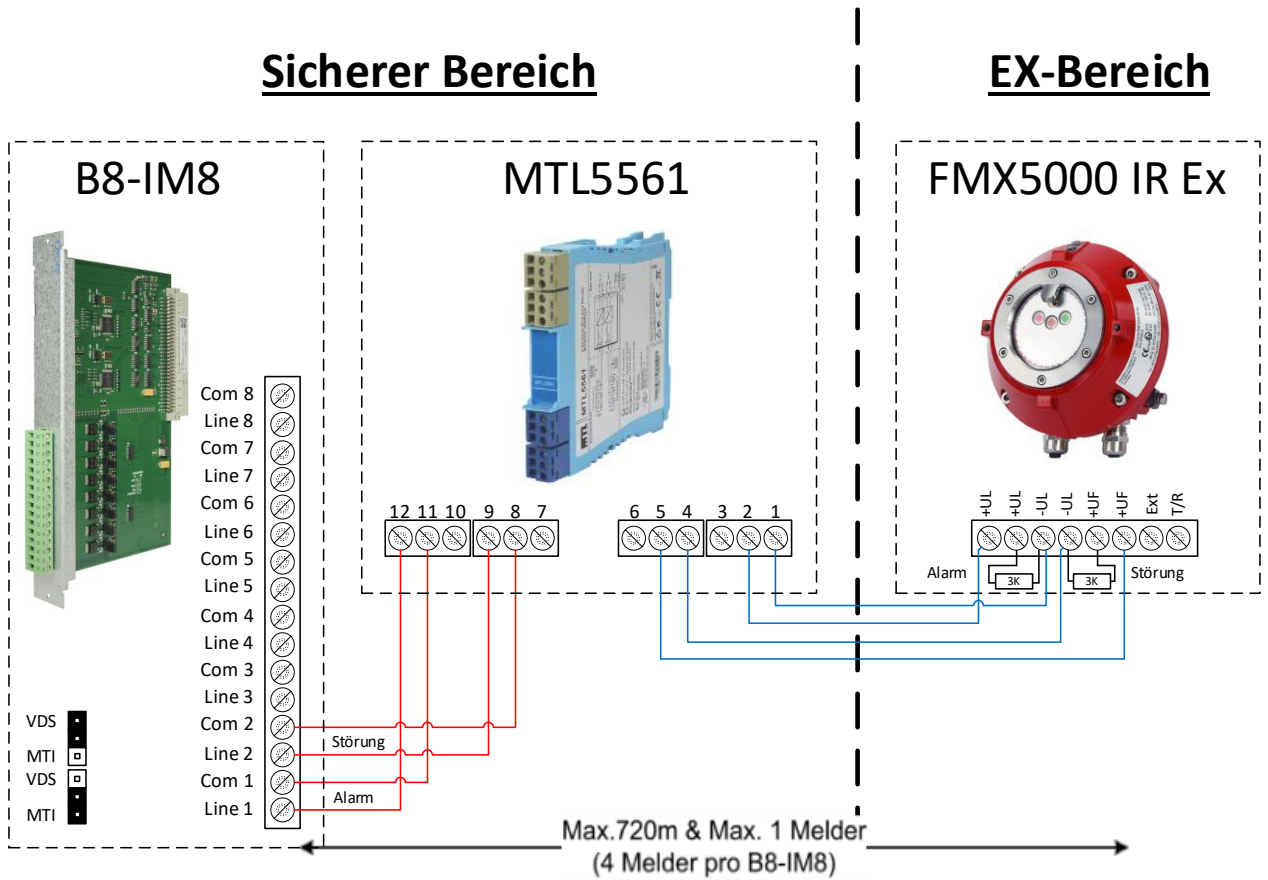 Sicherer Bereich
EX-Bereich
B8-IM8
MTL5561
FMX5000 IR Ex
Com 8
Line 8
Com 7
Line 7
Com 6
Line 6
Com 5
Line 5
Com 4
Line 4
Com 3
Line 3
Com 2
Line 2
Com 1
Line 1
VDS
MTI
VDS
MTI
Störung
Alarm
MTL MTL5561
12 11 10 9 8 7
6 5 4 3 2 1
+UL +UL -UL -UL +UF +UF Ext T/R
Alarm
3K
3K
Störung
Max.720m & Max. 1 Melder
(4 Melder pro B8-IM8)